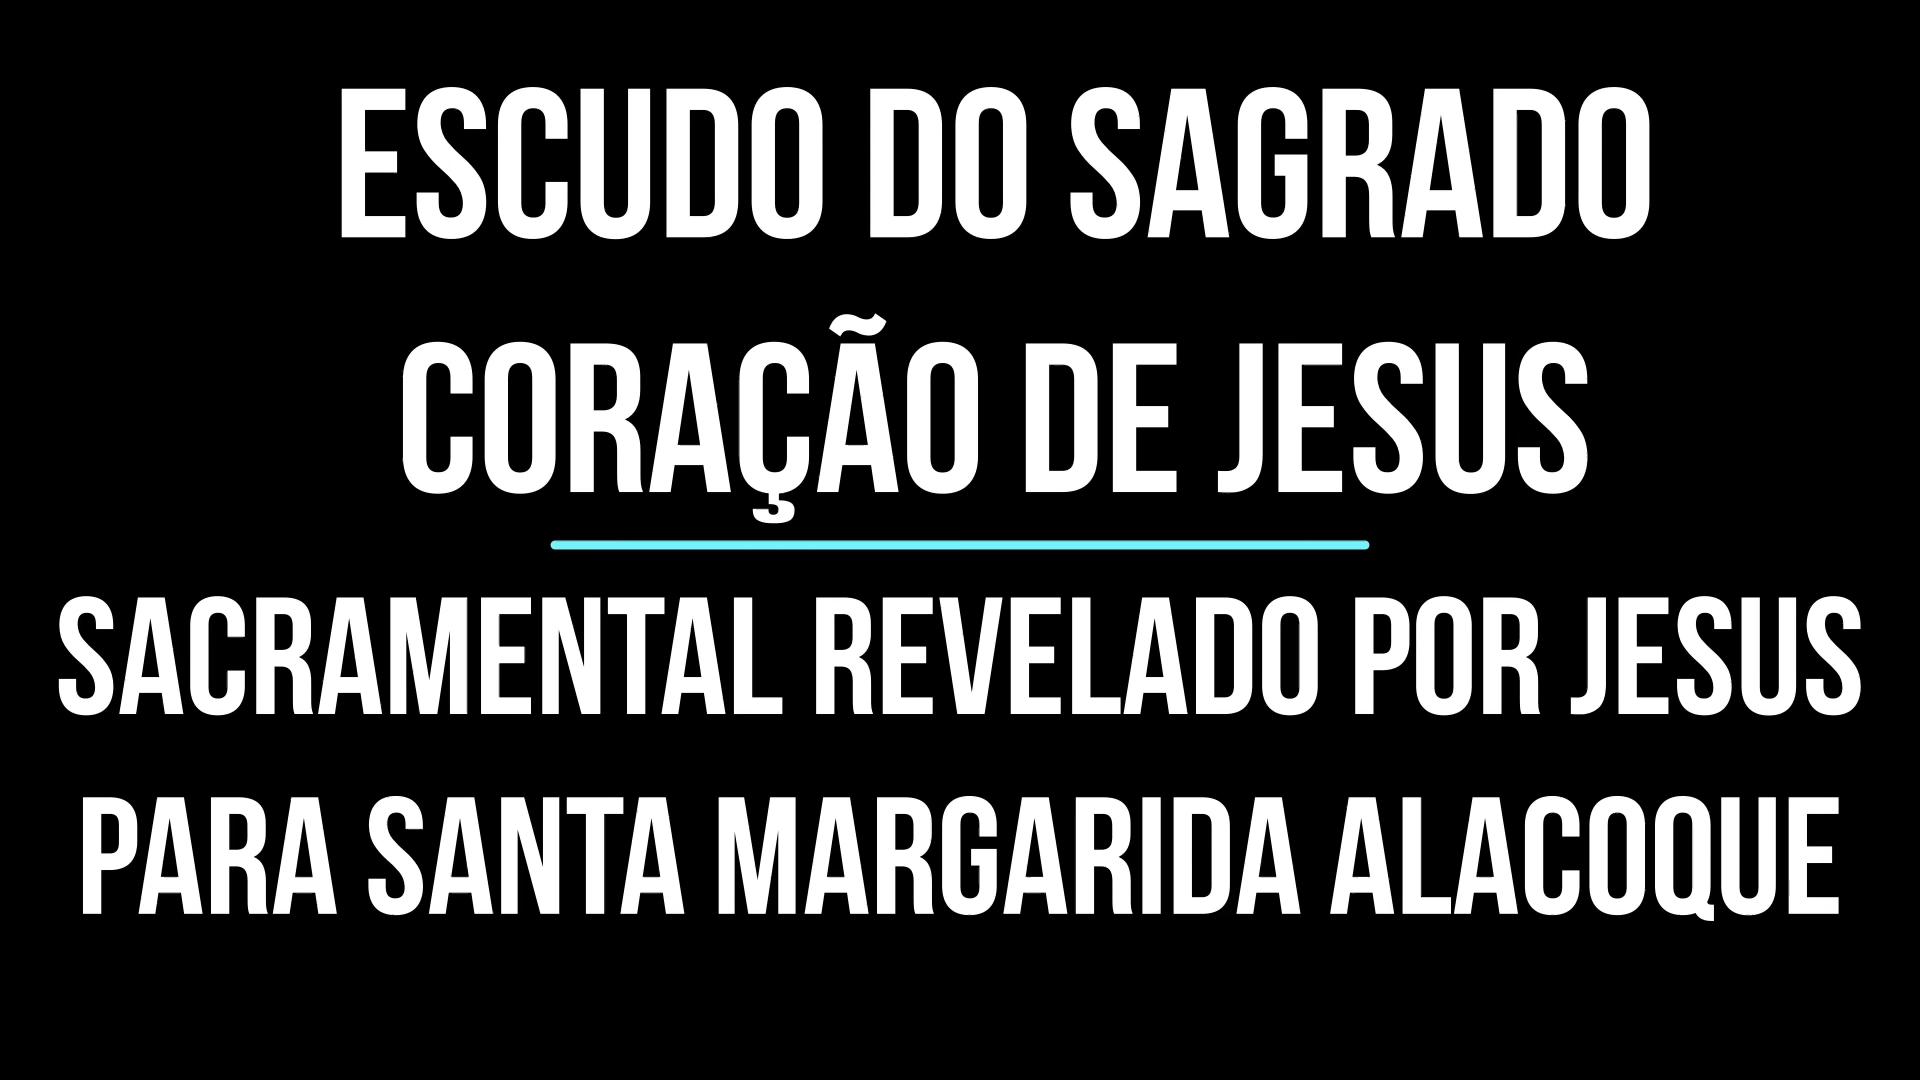 ESCUDO DO SAGRADO
CORAÇÃO DE JESUS
SACRAMENTAL REVELADO POR JESUS
PARA SANTA MARGARIDA ALACOQUE